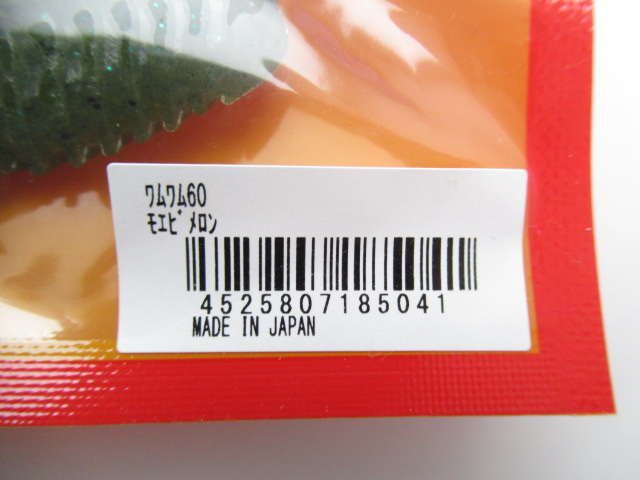 ﾜﾑﾜﾑ60
ﾓｴﾋﾞﾒﾛﾝ
4525807185041
MADE IN JAPAN